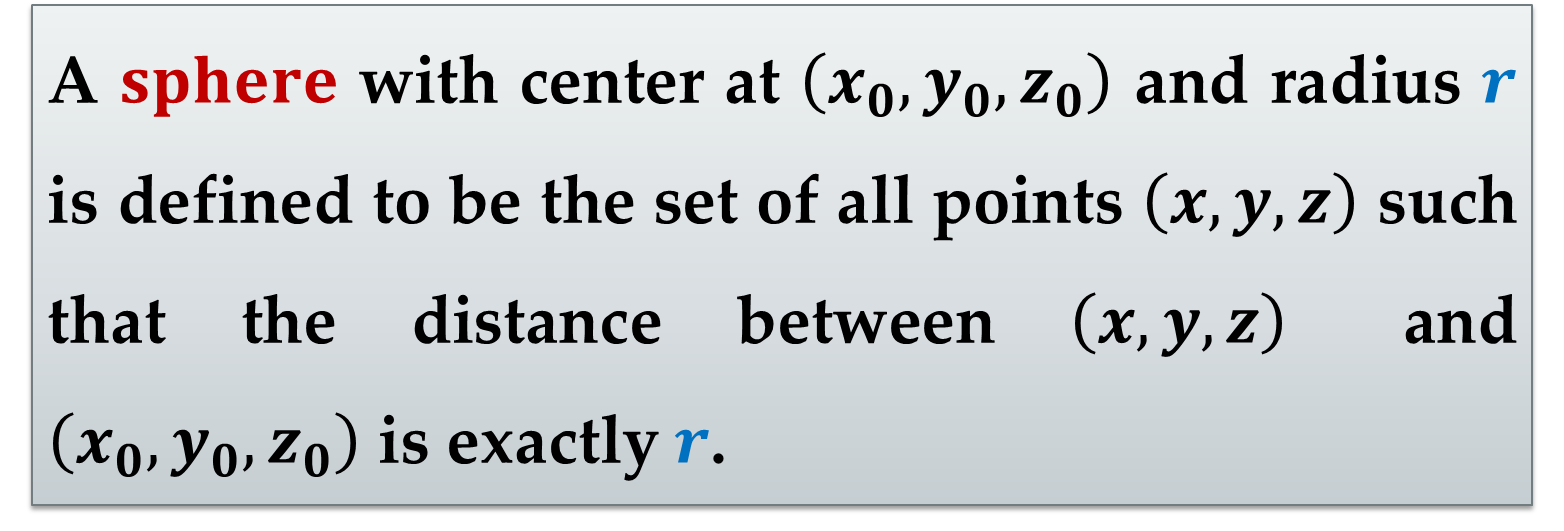 A sphere with center at (x₀, y₀, z₀) and radius r
is defined to be the set of all points (x, y, z) such
that the distance between (x, y, z) and
(x₀, y₀, z₀) is exactly r.